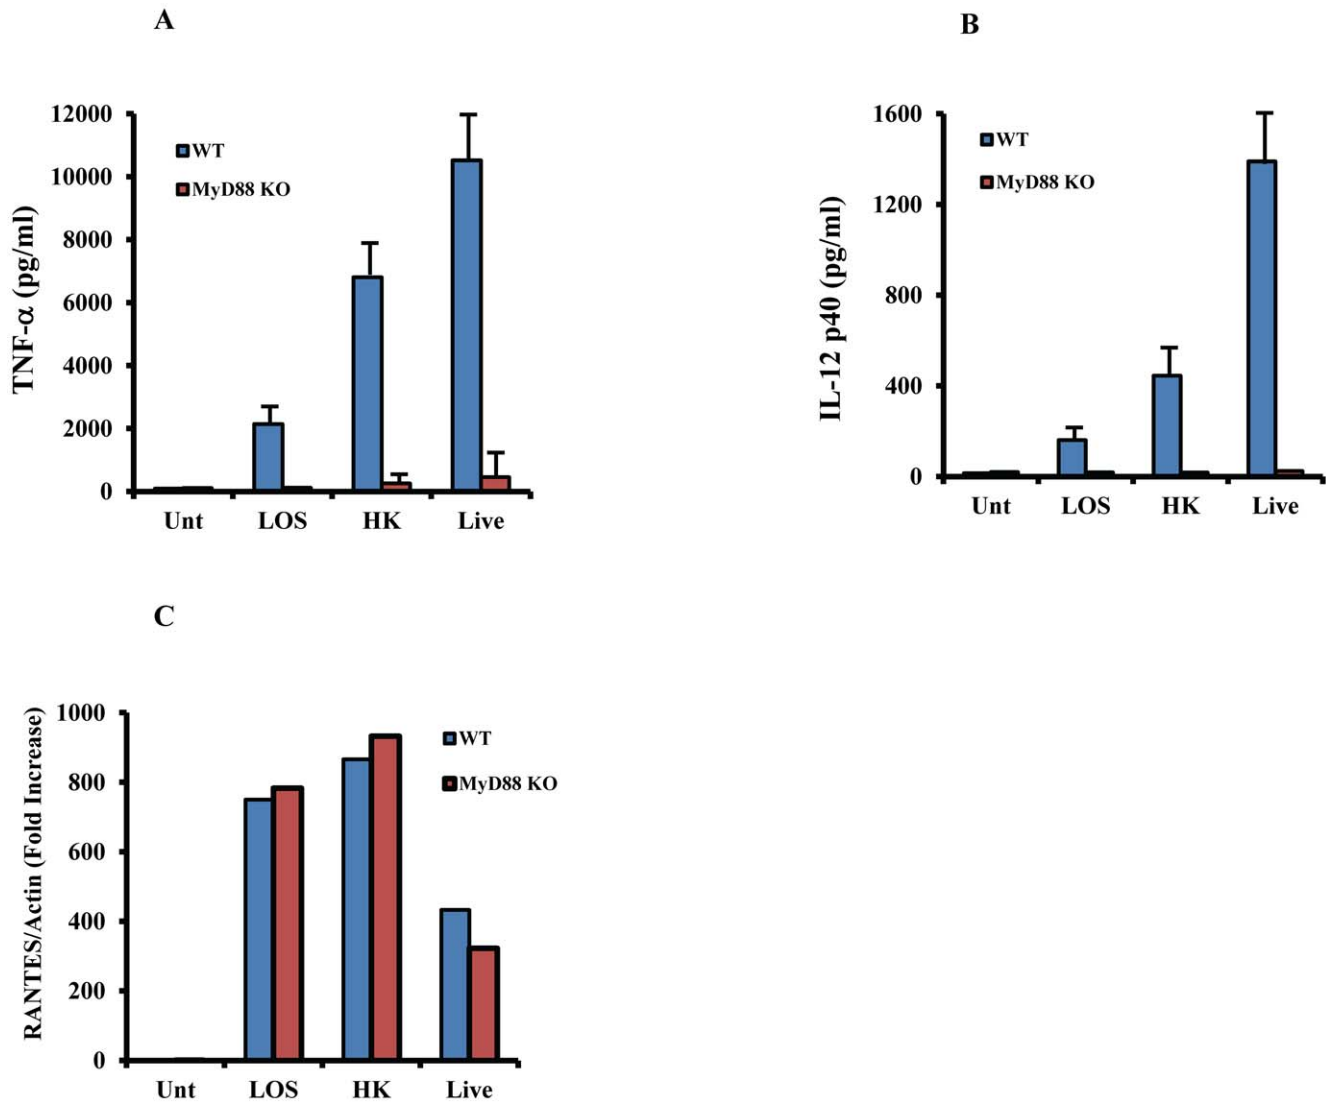 A
TNF-α (pg/ml)
12000
10000
8000
6000
4000
2000
0
WT
MyD88 KO
Unt LOS HK Live
B
IL-12 p40 (pg/ml)
1600
1200
800
400
0
WT
MyD88 KO
Unt LOS HK Live
C
RANTES/Actin (Fold Increase)
1000
800
600
400
200
0
WT
MyD88 KO
Unt LOS HK Live